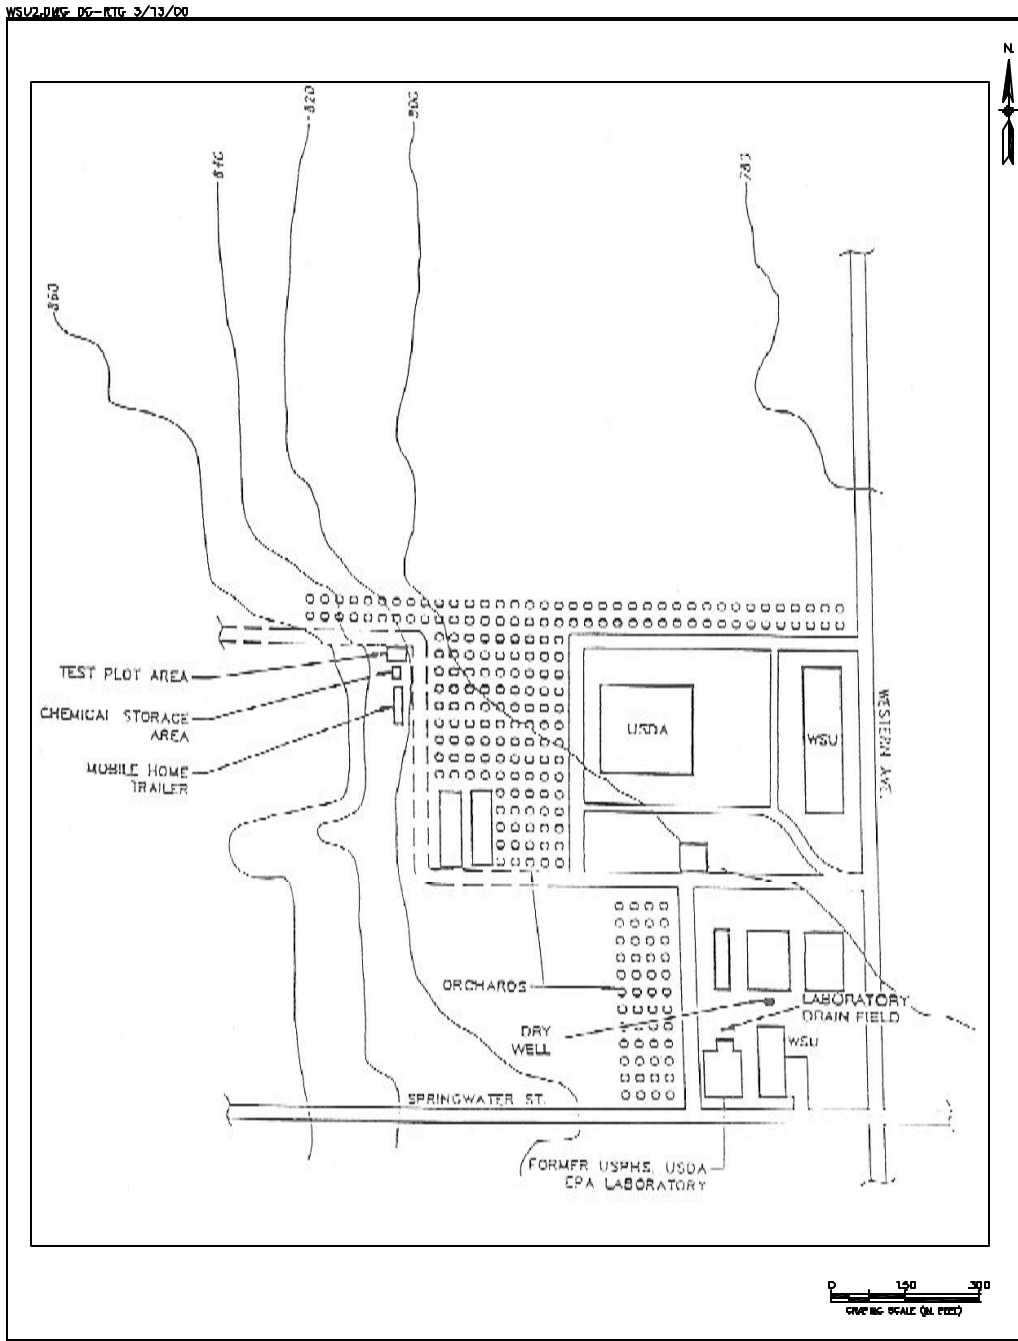 WSU2.DWG DG-RTG 3/13/00
N
820
800
840
780
860
TEST PLOT AREA
CHEMICAL STORAGE
AREA
MOBILE HOME
TRAILER
USDA
WSU
WESTERN AVE.
ORCHARDS
DRY
WELL
LABORATORY
DRAIN FIELD
WSU
SPRINGWATER ST.
FORMER USPHS, USDA
EPA LABORATORY
0 150 300
GRAPHIC SCALE (IN FEET)